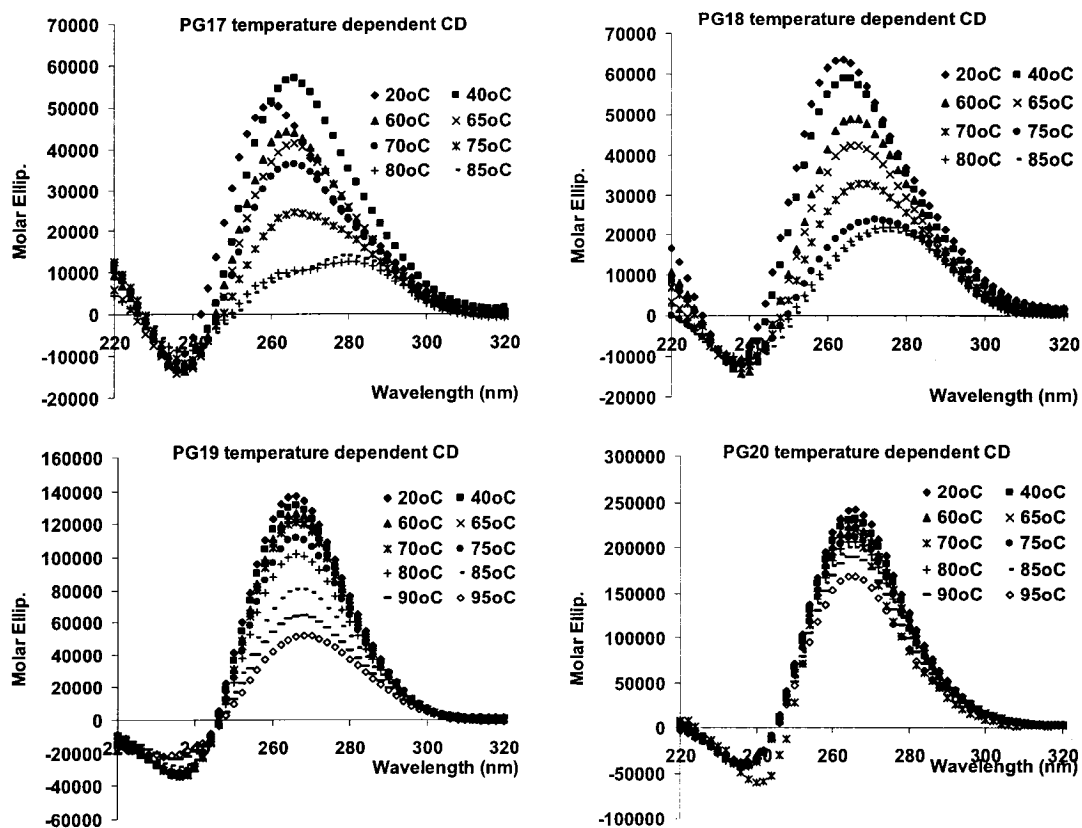 PG17 temperature dependent CD
70000
60000
50000
40000
30000
20000
10000
0
-10000
-20000
Molar Ellip.
20oC 40oC
60oC 65oC
70oC 75oC
80oC 85oC
220 240 260 280 300 320
Wavelength (nm)
PG18 temperature dependent CD
70000
60000
50000
40000
30000
20000
10000
0
-10000
-20000
Molar Ellip.
20oC 40oC
60oC 65oC
70oC 75oC
80oC 85oC
220 240 260 280 300 320
Wavelength (nm)
PG19 temperature dependent CD
160000
140000
120000
100000
80000
60000
40000
20000
0
-20000
-40000
-60000
Molar Ellip.
20oC 40oC
60oC 65oC
70oC 75oC
80oC 85oC
90oC 95oC
240 260 280 300 320
Wavelength (nm)
PG20 temperature dependent CD
300000
250000
200000
150000
100000
50000
0
-50000
-100000
Molar Ellip.
20oC 40oC
60oC 65oC
70oC 75oC
80oC 85oC
90oC 95oC
220 240 260 280 300 320
Wavelength (nm)